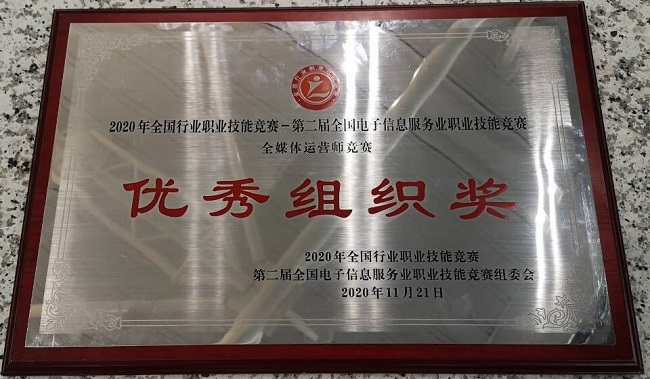 2020年全国行业职业技能竞赛-第二届全国电子信息服务业职业技能竞赛
全媒体运营师竞赛
优秀组织奖
2020年全国行业职业技能竞赛
第二届全国电子信息服务业职业技能竞赛组委会
2020年11月21日